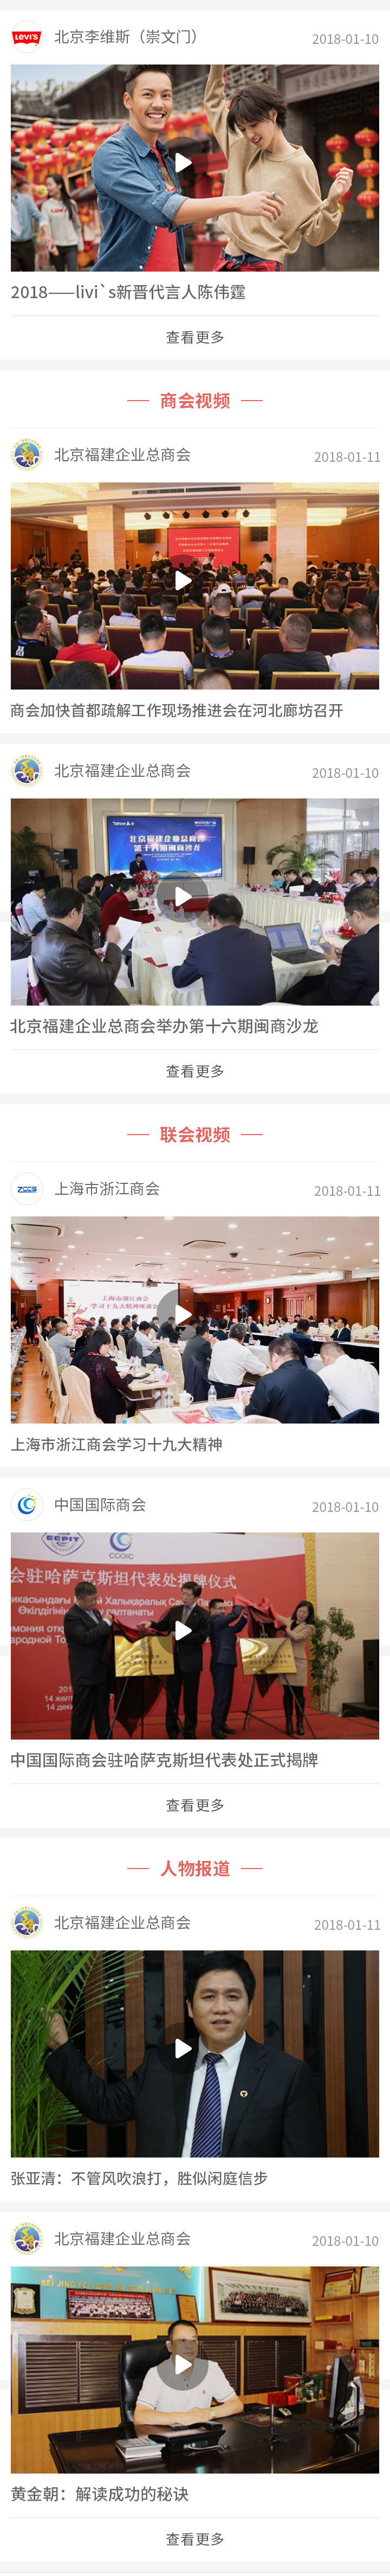 LEVI'S
北京李维斯（崇文门）
2018-01-10
2018——livi`s新晋代言人陈伟霆
查看更多
商会视频
北京福建企业总商会
2018-01-11
商会加快首都疏解工作现场推进会在河北廊坊召开
北京福建企业总商会
2018-01-10
北京福建企业总商会
第十六期闽商沙龙
北京福建企业总商会举办第十六期闽商沙龙
查看更多
联会视频
ZCCS
上海市浙江商会
2018-01-11
上海市浙江商会
学习十九大精神座谈会
上海市浙江商会学习十九大精神
中国国际商会
2018-01-10
CCPIT
CCOIC
会驻哈萨克斯坦代表处揭牌仪式
中国国际商会驻哈萨克斯坦代表处正式揭牌
查看更多
人物报道
北京福建企业总商会
2018-01-11
张亚清：不管风吹浪打，胜似闲庭信步
北京福建企业总商会
2018-01-10
黄金朝：解读成功的秘诀
查看更多